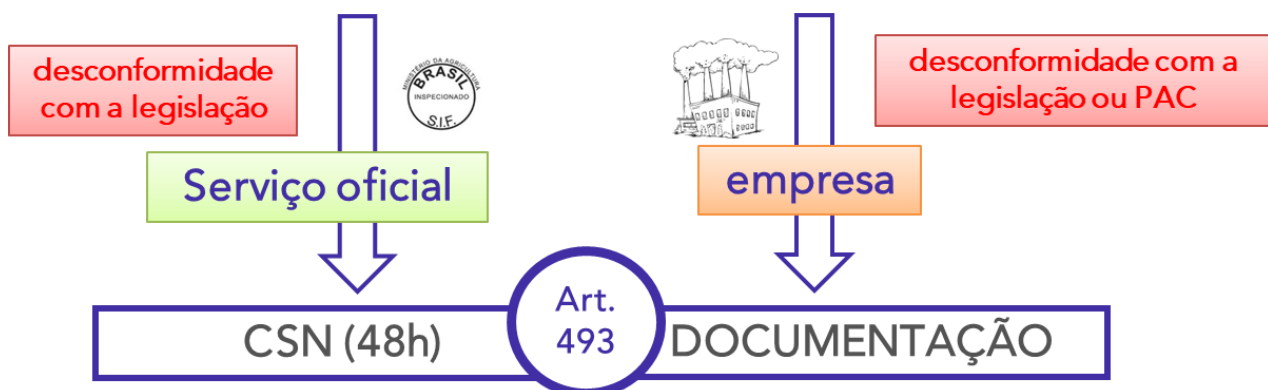 desconformidade
com a legislação
MINISTÉRIO DA AGRICULTURA
BRASIL
INSPECIONADO
S.I.F.
desconformidade com a
legislação ou PAC
Serviço oficial
empresa
CSN (48h)
Art.
493
DOCUMENTAÇÃO